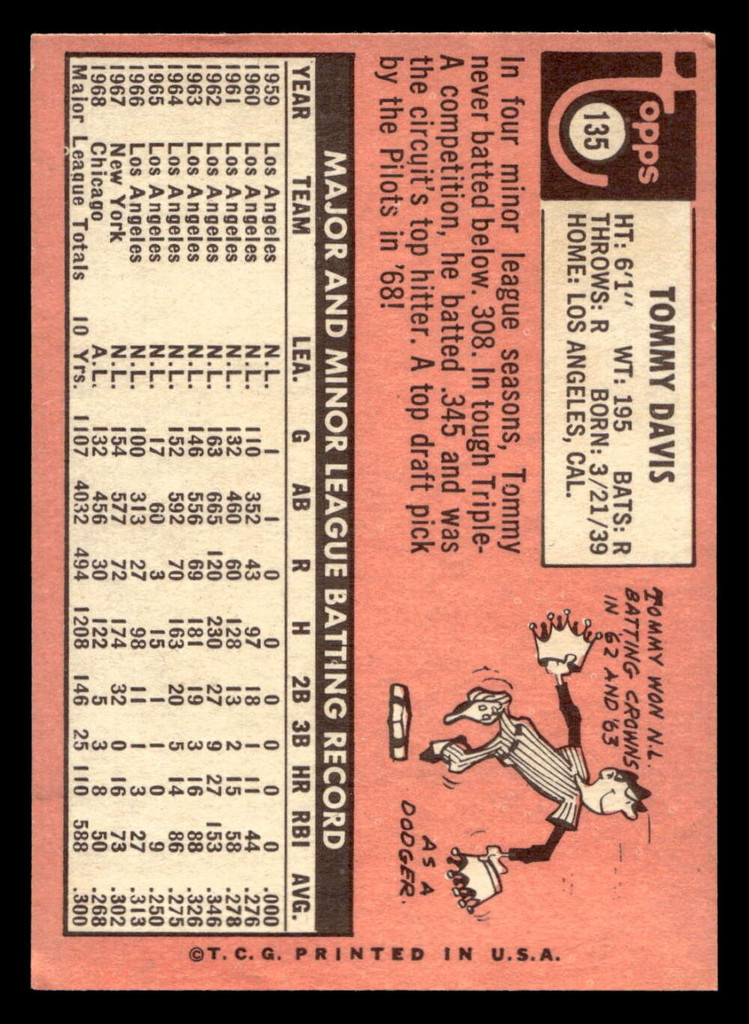 Topps
135
TOMMY DAVIS
HT: 6'1" WT: 195 BATS: R
THROWS: R BORN: 3/21/39
HOME: LOS ANGELES, CAL.
In four minor league seasons, Tommy
never batted below. 308. In tough Triple-
A competition, he batted .345 and was
the circuit's top hitter. A top draft pick
by the Pilots in '68!
TOMMY WON N.L.
BATTING CROWNS
IN '62 AND '63
AS A
DODGER.
MAJOR AND MINOR LEAGUE BATTING RECORD
YEAR TEAM LEA. G AB R H 2B 3B HR RBI AVG.
1959 Los Angeles N.L. 1 1 0 0 0 0 0 0 .000
1960 Los Angeles N.L. 110 352 43 97 18 1 11 44 .276
1961 Los Angeles N.L. 132 460 60 128 13 2 15 58 .278
1962 Los Angeles N.L. 163 665 120 230 27 9 27 153 .346
1963 Los Angeles N.L. 146 556 69 181 19 3 16 88 .326
1964 Los Angeles N.L. 152 592 70 163 20 5 14 86 .275
1965 Los Angeles N.L. 17 60 3 15 1 1 0 9 .250
1966 Los Angeles N.L. 100 313 27 98 11 1 3 27 .313
1967 New York N.L. 154 577 72 174 32 0 16 73 .302
1968 Chicago A.L. 132 456 30 122 5 3 8 50 .268
Major League Totals 10 Yrs. 1107 4032 494 1208 146 25 110 588 .300
©T.C.G. PRINTED IN U.S.A.